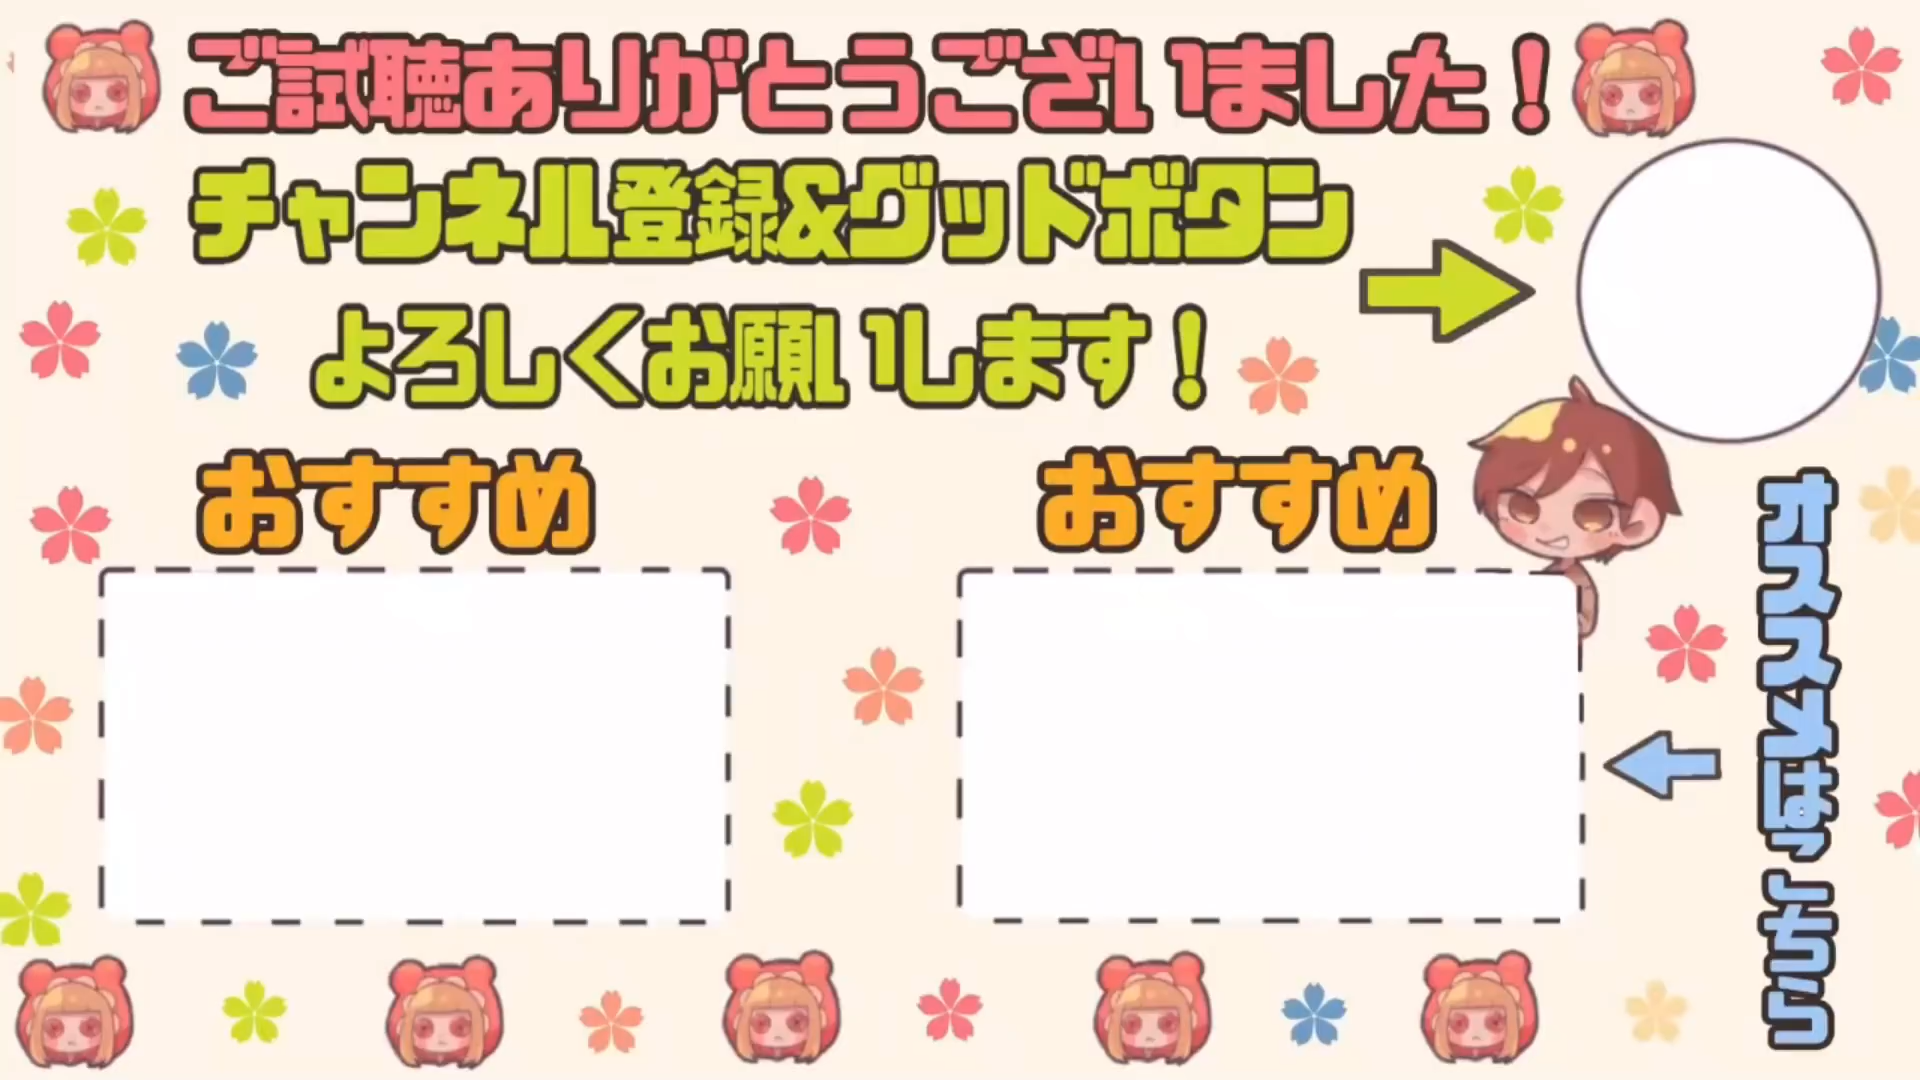 ご試聴ありがとうございました！
チャンネル登録&グッドボタン
よろしくお願いします！
おすすめ
おすすめ
オススメはこちら